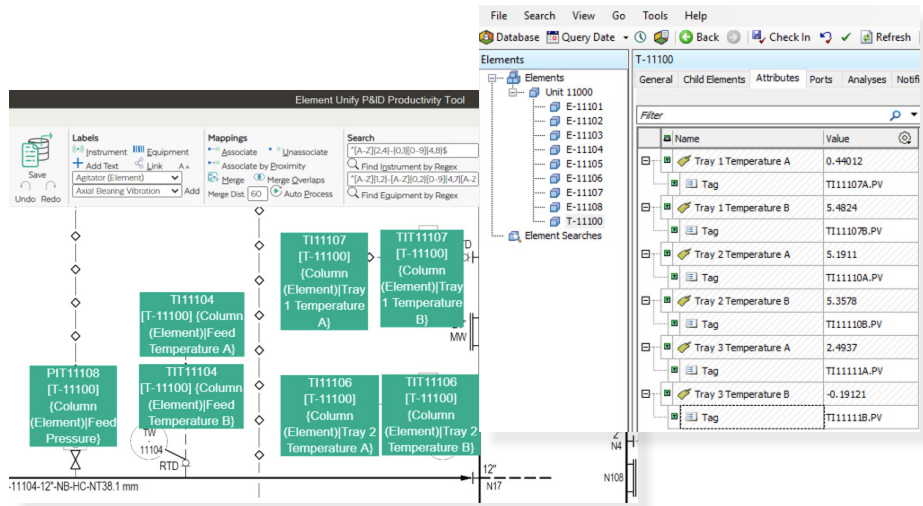 File Search View Go Tools Help
Database Query Date Back Check In Refresh
Elements
T-11100
Elements
Unit 11000
E-11101
E-11102
E-11103
E-11104
E-11105
E-11106
E-11107
E-11108
T-11100
Element Searches
General Child Elements Attributes Ports Analyses Notifi
Filter
Name Value
Tray 1 Temperature A 0.44012
Tag TI11107A.PV
Tray 1 Temperature B 5.4824
Tag TI11107B.PV
Tray 2 Temperature A 5.1911
Tag TI11110A.PV
Tray 2 Temperature B 5.3578
Tag TI11110B.PV
Tray 3 Temperature A 2.4937
Tag TI11111A.PV
Tray 3 Temperature B -0.19121
Tag TI11111B.PV
Element Unify P&ID Productivity Tool
Save
Undo Redo
Labels
Instrument Equipment
Add Text Link AA
Agitator (Element)
Axial Bearing Vibration Add
Mappings
Associate Unassociate
Associate by Proximity
Merge Merge Overlaps
Merge Dist. 60 Auto Process
Search
Find Instrument by Regex
Find Equipment by Regex
TI11107
[T-11100]
{Column
(Element)|Tray
1 Temperature
A}
TIT11107
[T-11100]
{Column
(Element)|Tray
1 Temperature
B}
MW
TI11104
[T-11100] {Column
(Element)|Feed
Temperature A}
TIT11104
[T-11100] {Column
(Element)|Feed
Temperature B}
PIT11108
[T-11100]
{Column
(Element)|Feed
Pressure}
TI11106
[T-11100]
{Column
(Element)|Tray 2
Temperature A}
TIT11106
[T-11100]
{Column
(Element)|Tray 2
Temperature B}
TW
11104
RTD
-11104-12"-NB-HC-NT38.1 mm
12"
N17
2"
N4
N108